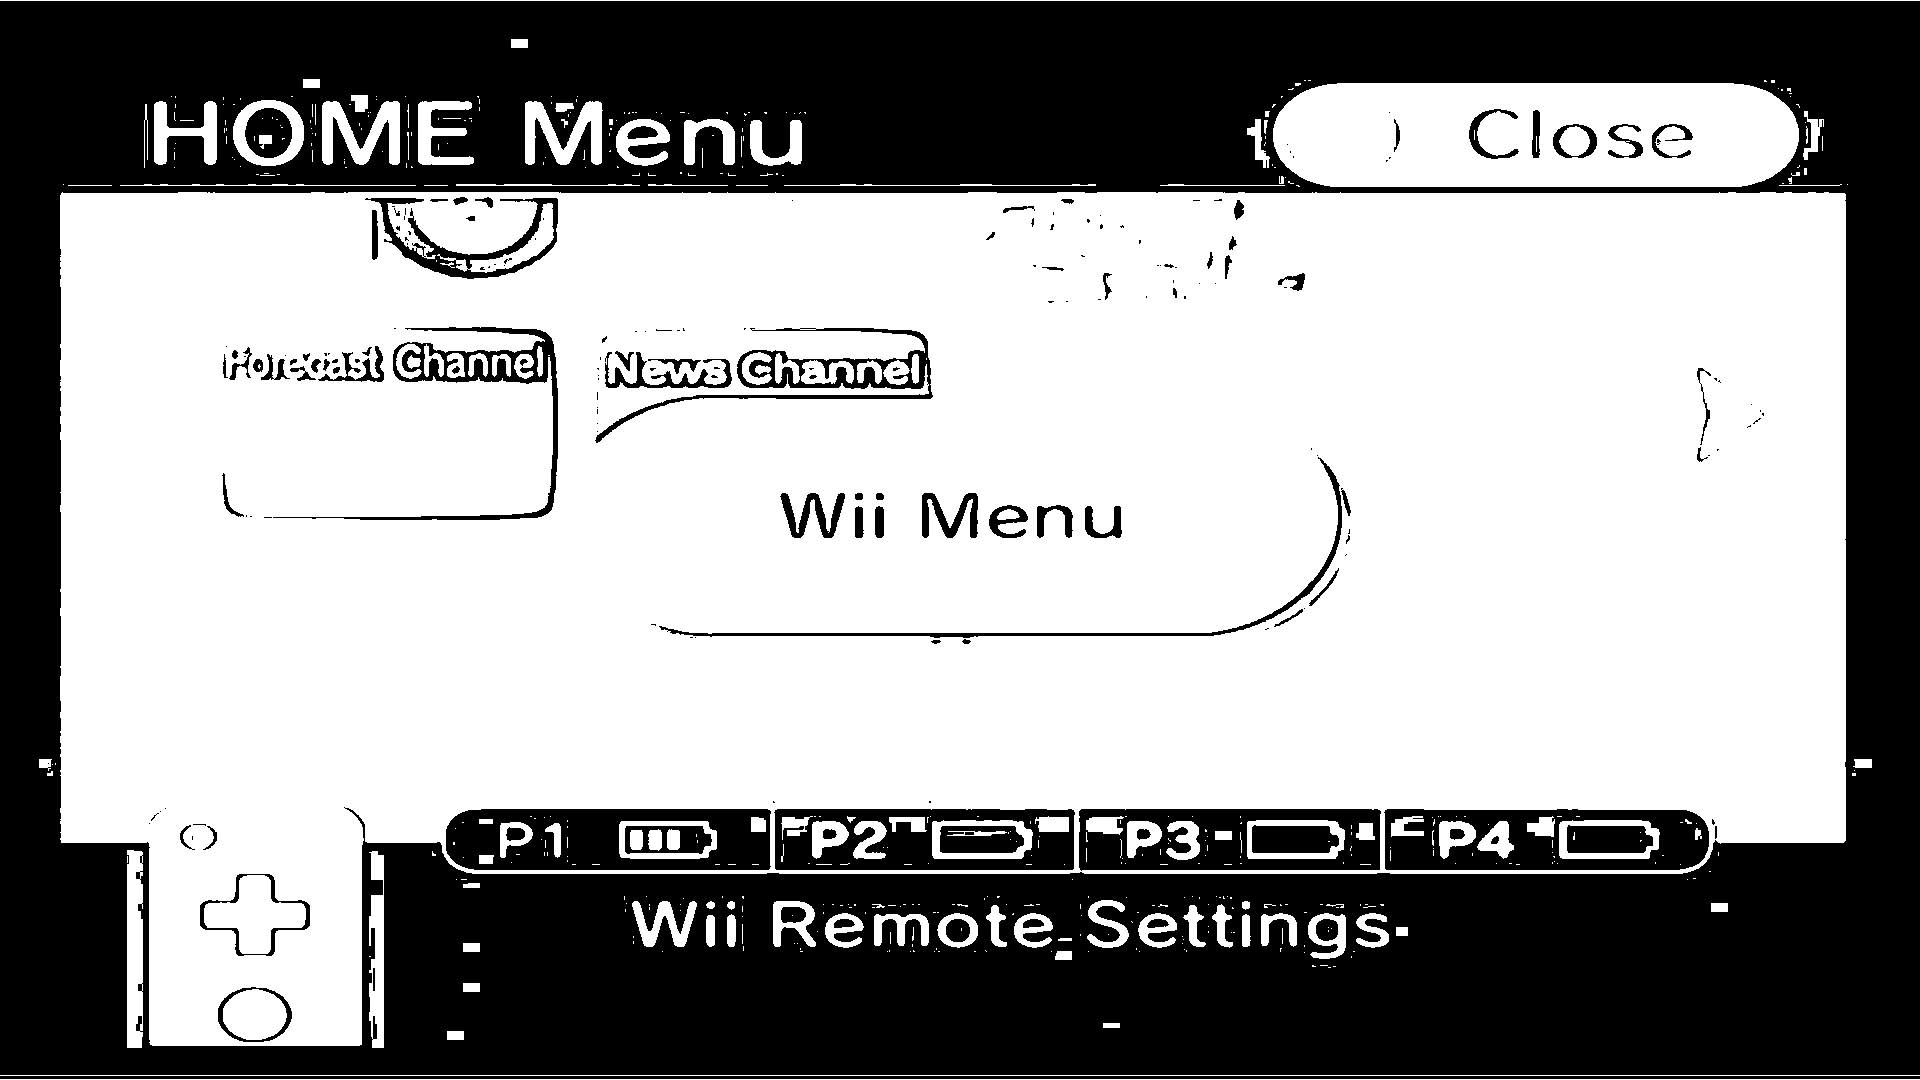 HOME Menu
Close
Forecast Channel
News Channel
Wii Menu
P1 P2 P3 P4
Wii Remote Settings